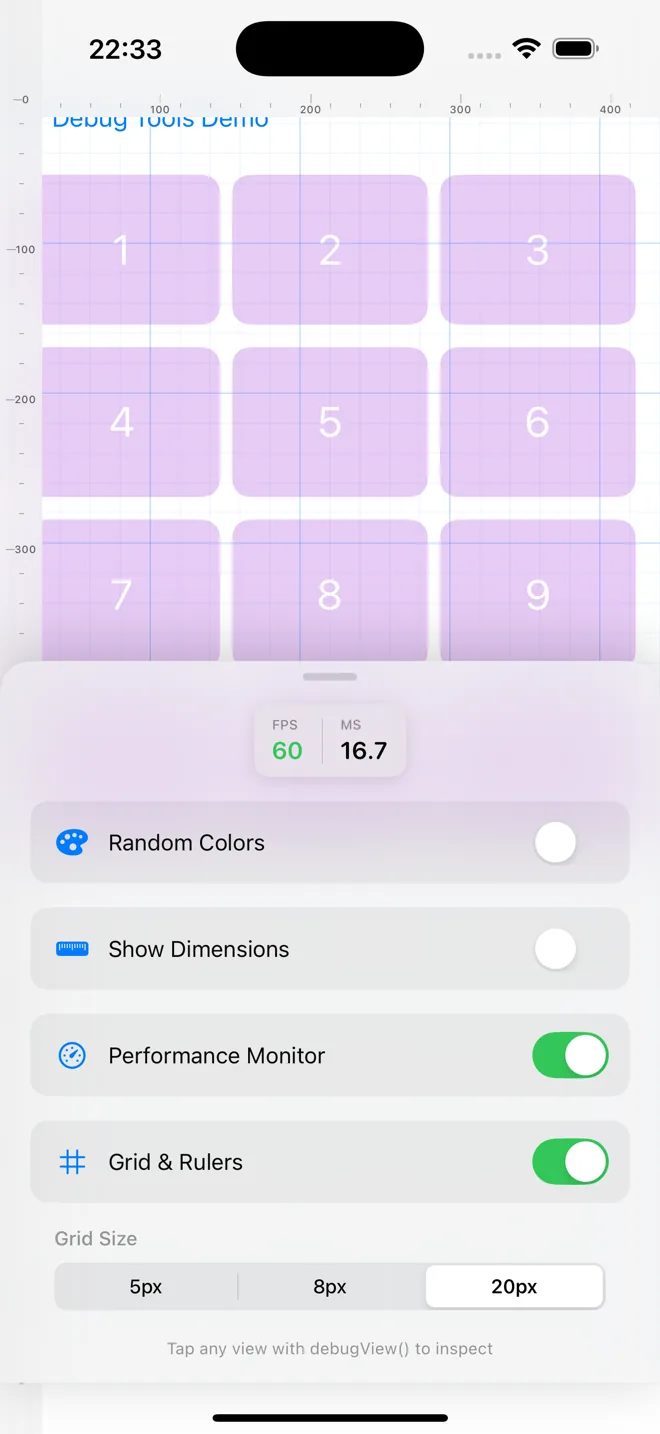 22:33
0
100 200 300 400
Debug Tools Demo
1 2 3
100
4 5 6
200
7 8 9
300
FPS MS
60 16.7
Random Colors
Show Dimensions
Performance Monitor
Grid & Rulers
Grid Size
5px 8px 20px
Tap any view with debugView() to inspect